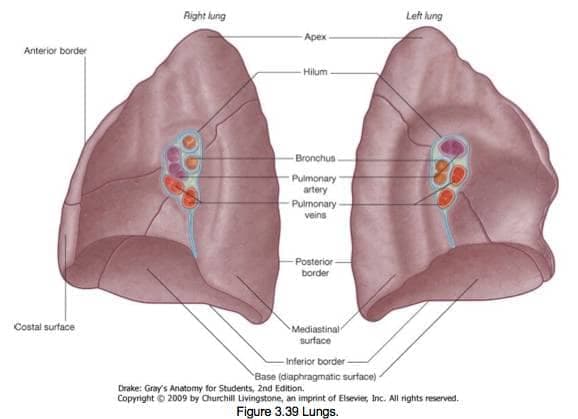 Right lung
Left lung
Apex
Anterior border
Hilum
Bronchus
Pulmonary
artery
Pulmonary
veins
Posterior
border
Costal surface
Mediastinal
surface
Inferior border
Base (diaphragmatic surface)
Drake: Gray's Anatomy for Students, 2nd Edition.
Copyright © 2009 by Churchill Livingstone, an imprint of Elsevier, Inc. All rights reserved.
Figure 3.39 Lungs.